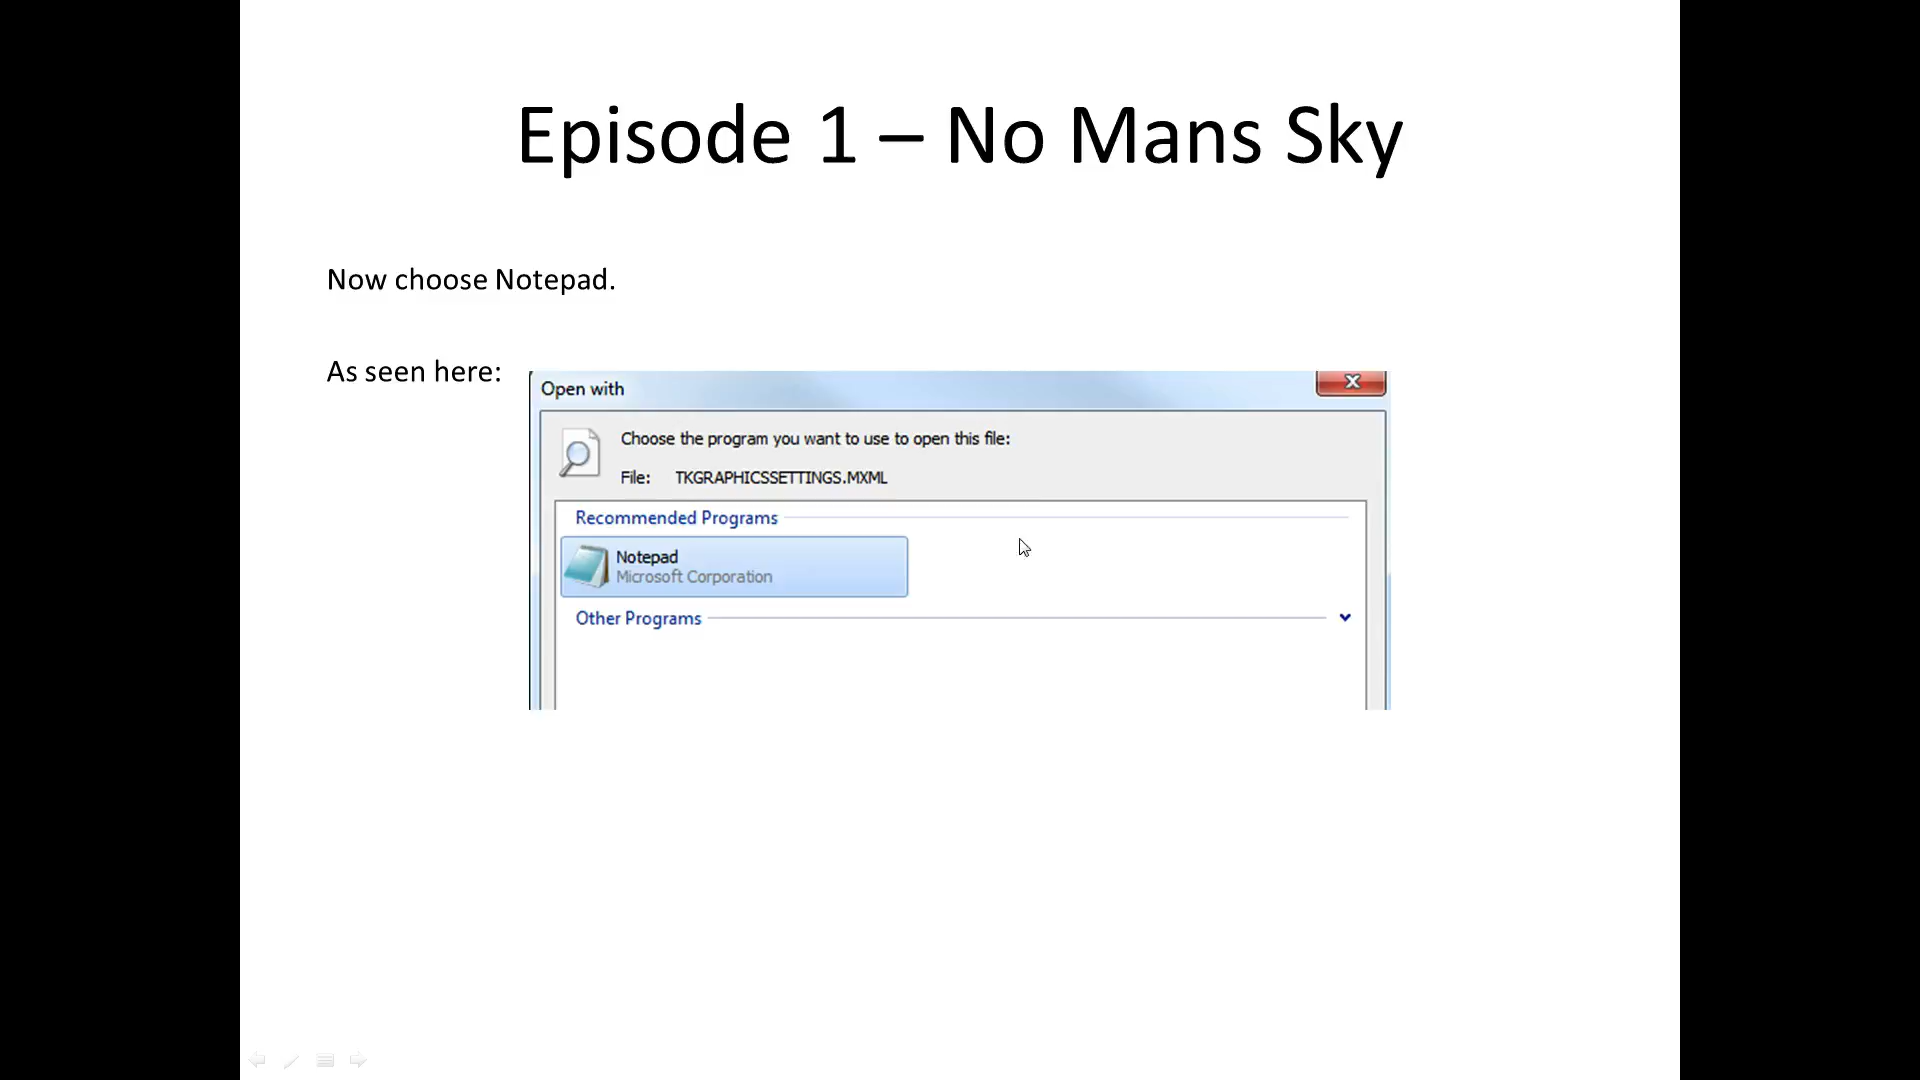 Episode 1 – No Mans Sky
Now choose Notepad.
As seen here:
Open with
Choose the program you want to use to open this file:
File: TKGRAPHICSSETTINGS.MXML
Recommended Programs
Notepad
Microsoft Corporation
Other Programs